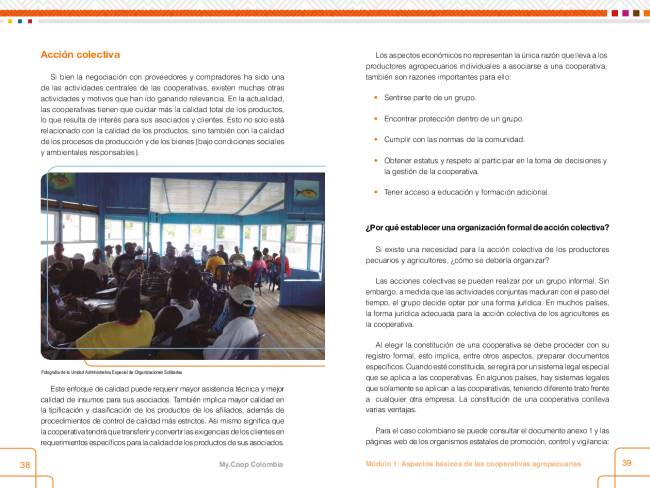 Acción colectiva
Si bien la negociación con proveedores y compradores ha sido una
de las actividades centrales de las cooperativas, existen muchas otras
actividades y motivos que han ido ganando relevancia. En la actualidad,
las cooperativas tienen que cuidar más la calidad total de los productos,
lo que resulta de interés para sus asociados y clientes. Esto no solo está
relacionado con la calidad de los productos, sino también con la calidad
de los procesos de producción y de los bienes (bajo condiciones sociales
y ambientales responsables).
Fotografía de la Unidad Administrativa Especial de Organizaciones Solidarias
Este enfoque de calidad puede requerir mayor asistencia técnica y mejor
calidad de insumos para sus asociados. También implica mayor calidad en
la tipificación y clasificación de los productos de los afiliados, además de
procedimientos de control de calidad más estrictos. Asi mismo significa que
la cooperativa tendrá que transferir y convertir las exigencias de los clientes en
requerimientos específicos para la calidad de los productos de sus asociados.
38
My.Coop Colombia
Los aspectos económicos no representan la única razón que lleva a los
productores agropecuarios individuales a asociarse a una cooperativa,
también son razones importantes para ello:
• Sentirse parte de un grupo.
• Encontrar protección dentro de un grupo.
• Cumplir con las normas de la comunidad.
• Obtener estatus y respeto al participar en la toma de decisiones y
la gestión de la cooperativa.
• Tener acceso a educación y formación adicional.
¿Por qué establecer una organización formal de acción colectiva?
Si existe una necesidad para la acción colectiva de los productores
pecuarios y agricultores, ¿cómo se debería organizar?
Las acciones colectivas se pueden realizar por un grupo informal. Sin
embargo, a medida que las actividades conjuntas maduran con el paso del
tiempo, el grupo decide optar por una forma jurídica. En muchos países,
la forma jurídica adecuada para la acción colectiva de los agricultores es
la cooperativa.
Al elegir la constitución de una cooperativa se debe proceder con su
registro formal, esto implica, entre otros aspectos, preparar documentos
específicos. Cuando esté constituida, se regirá por un sistema legal especial
que se aplica a las cooperativas. En algunos países, hay sistemas legales
que solamente se aplican a las cooperativas, teniendo diferente trato frente
a cualquier otra empresa. La constitución de una cooperativa conlleva
varias ventajas.
Para el caso colombiano se puede consultar el documento anexo 1 y las
páginas web de los organismos estatales de promoción, control y vigilancia:
Módulo 1: Aspectos básicos de las cooperativas agropecuarias
39